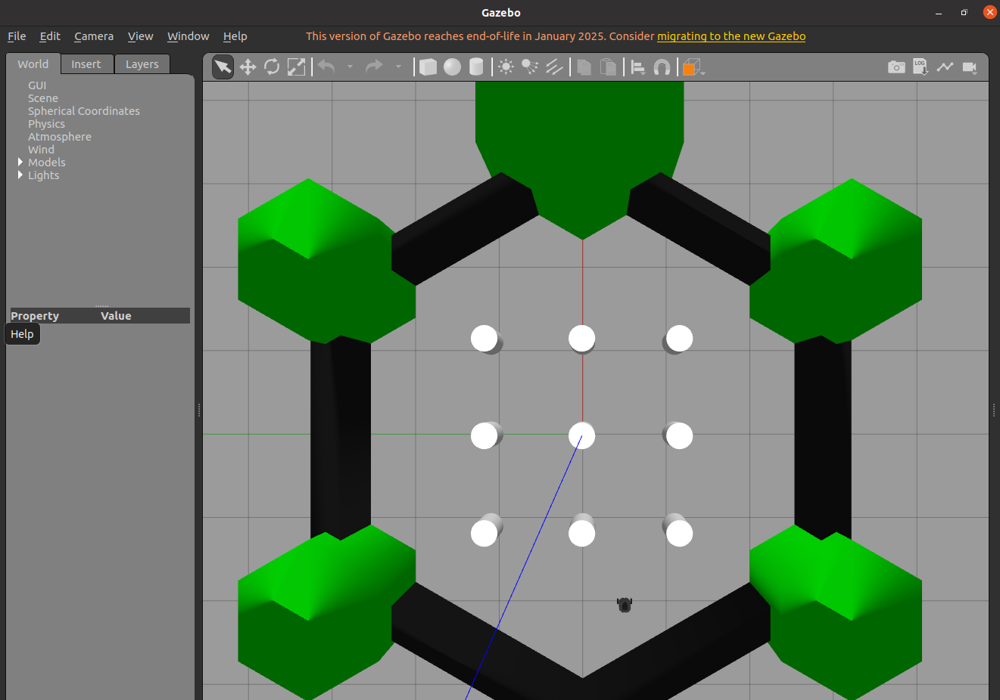 Gazebo
File Edit Camera View Window Help
This version of Gazebo reaches end-of-life in January 2025. Consider migrating to the new Gazebo
World Insert Layers
LOG
GUI
Scene
Spherical Coordinates
Physics
Atmosphere
Wind
Models
Lights
Property Value
Help